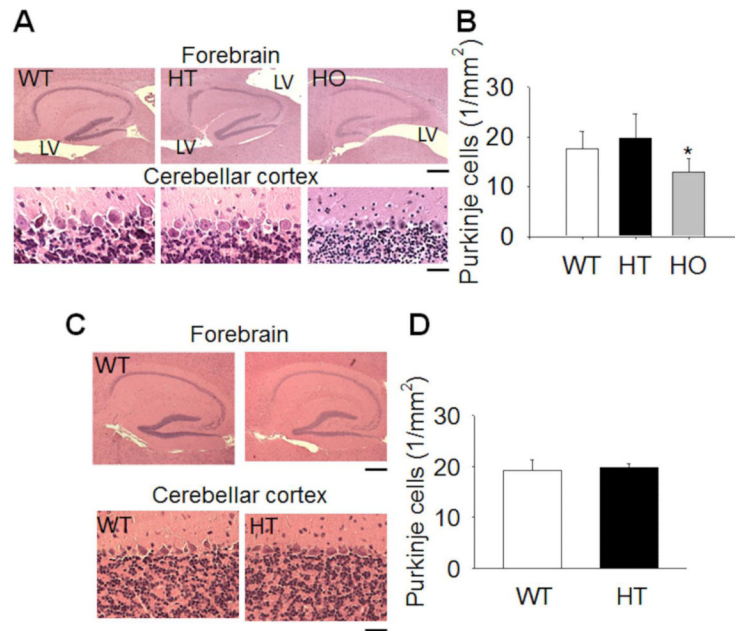 A
Forebrain
WT
HT
HO
LV
LV
LV
LV
Cerebellar cortex
B
Purkinje cells (1/mm²)
30
20
10
0
*
WT HT HO
C
Forebrain
WT
Cerebellar cortex
WT
HT
D
Purkinje cells (1/mm²)
30
20
10
0
WT HT